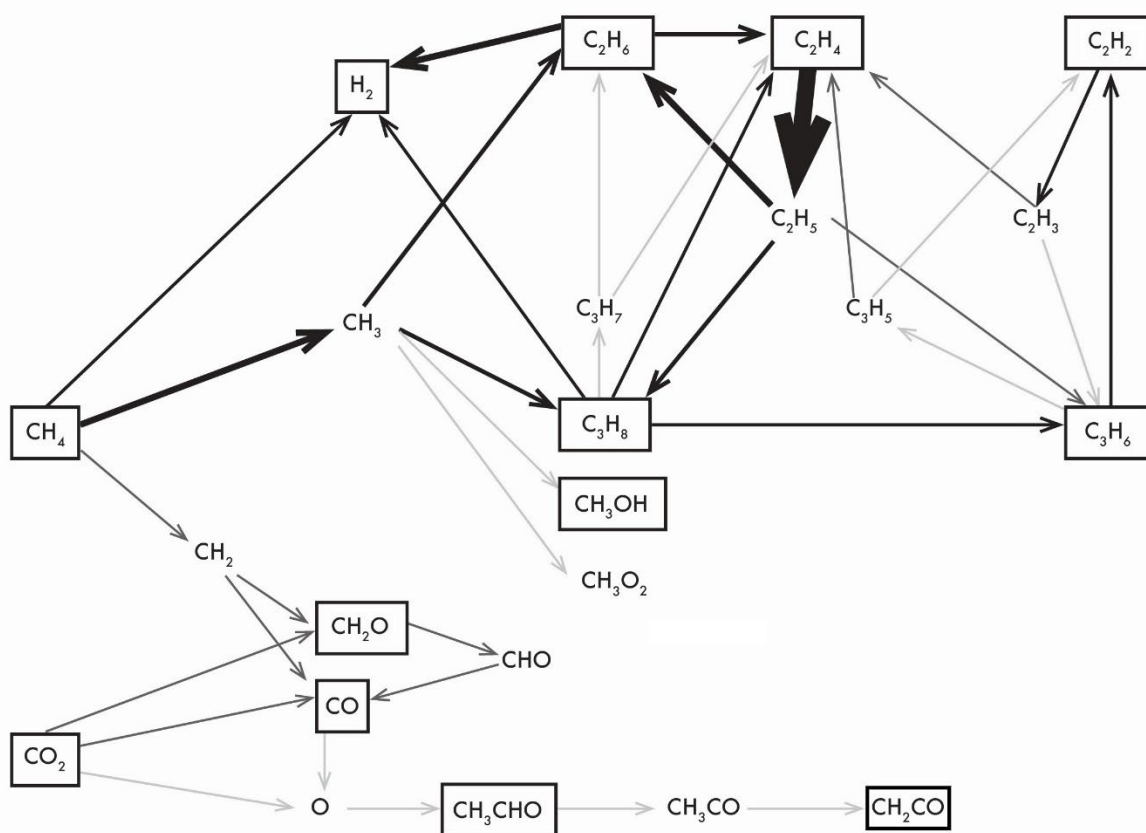 C₂H₆
C₂H₄
C₂H₂
H₂
C₂H₅
C₂H₃
C₃H₇
C₃H₅
CH₃
CH₄
C₃H₈
C₃H₆
CH₃OH
CH₂
CH₃O₂
CH₂O
CHO
CO
CO₂
O
CH₃CHO
CH₃CO
CH₂CO